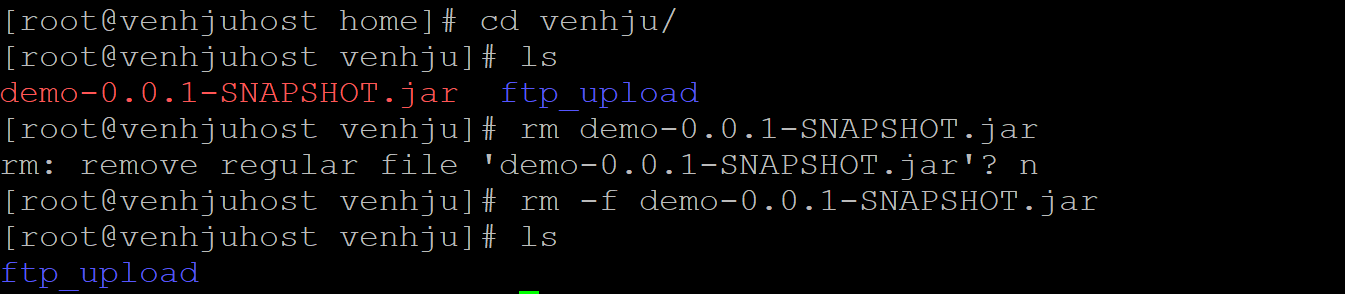 [root@venhjuhost home]# cd venhju/
[root@venhjuhost venhju]# ls
demo-0.0.1-SNAPSHOT.jar  ftp_upload
[root@venhjuhost venhju]# rm demo-0.0.1-SNAPSHOT.jar
rm: remove regular file 'demo-0.0.1-SNAPSHOT.jar'? n
[root@venhjuhost venhju]# rm -f demo-0.0.1-SNAPSHOT.jar
[root@venhjuhost venhju]# ls
ftp_upload